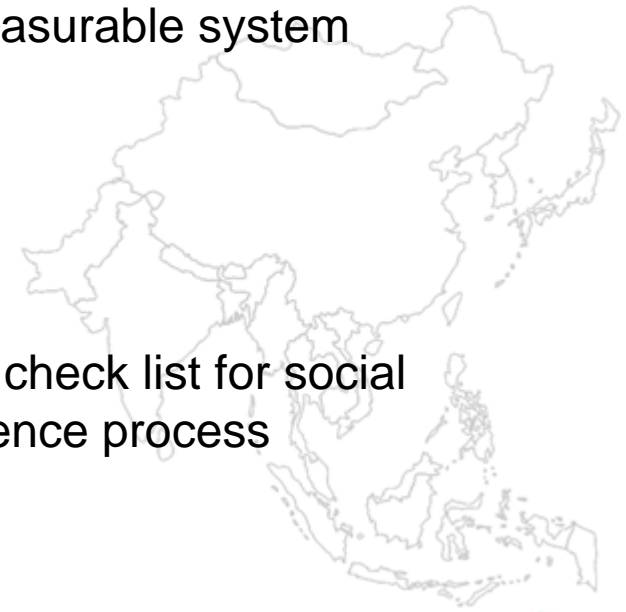 asurable system
check list for social
ence process